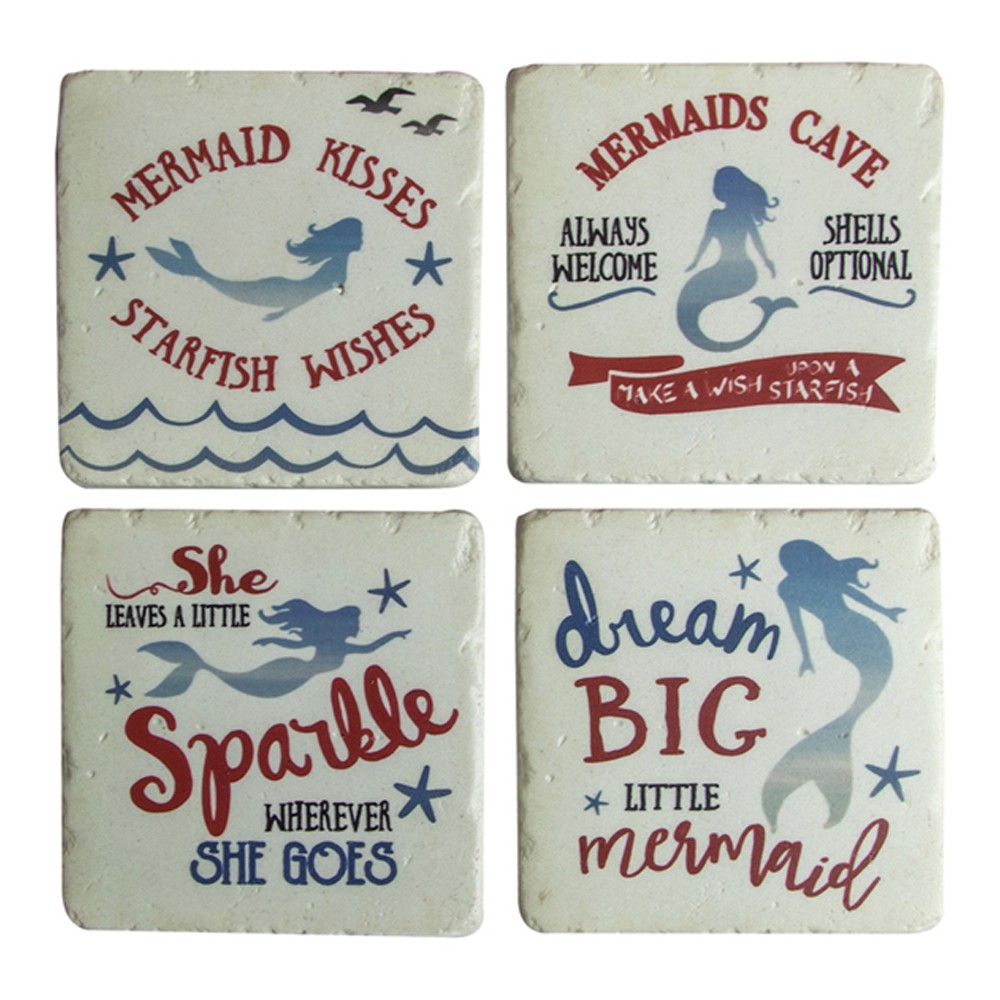 MERMAID KISSES
STARFISH WISHES
MERMAIDS CAVE
ALWAYS
WELCOME
SHELLS
OPTIONAL
MAKE A WISH UPON A
STARFISH
She
LEAVES A LITTLE
Sparkle
WHEREVER
SHE GOES
dream
BIG
LITTLE
mermaid